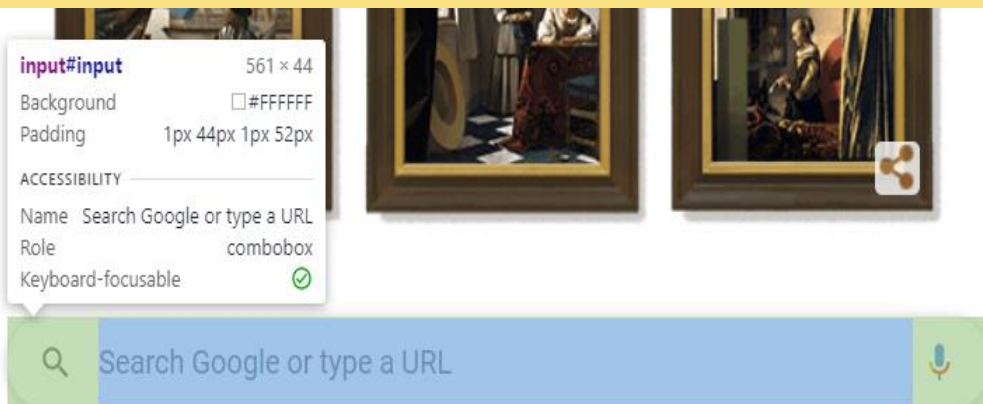 input#input 561 × 44
Background #FFFFFF
Padding 1px 44px 1px 52px
ACCESSIBILITY
Name Search Google or type a URL
Role combobox
Keyboard-focusable
Search Google or type a URL